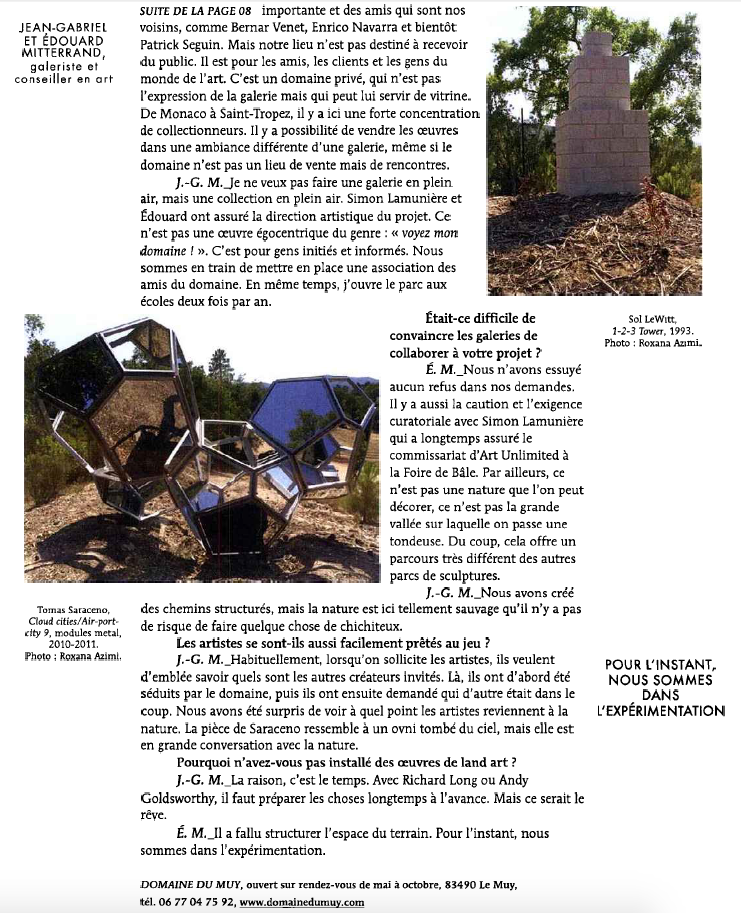 JEAN-GABRIEL
ET ÉDOUARD
MITTERRAND,
galeriste et
conseiller en art
SUITE DE LA PAGE 08 importante et des amis qui sont nos
voisins, comme Bernar Venet, Enrico Navarra et bientôt
Patrick Seguin. Mais notre lieu n'est pas destiné à recevoir
du public. Il est pour les amis, les clients et les gens du
monde de l'art. C'est un domaine privé, qui n'est pas
l'expression de la galerie mais qui peut lui servir de vitrine.
De Monaco à Saint-Tropez, il y a ici une forte concentration
de collectionneurs. Il y a possibilité de vendre les œuvres
dans une ambiance différente d'une galerie, même si le
domaine n'est pas un lieu de vente mais de rencontres.
J.-G. M._Je ne veux pas faire une galerie en plein
air, mais une collection en plein air. Simon Lamunière et
Édouard ont assuré la direction artistique du projet. Ce
n'est pas une œuvre égocentrique du genre : « voyez mon
domaine ! ». C'est pour gens initiés et informés. Nous
sommes en train de mettre en place une association des
amis du domaine. En même temps, j'ouvre le parc aux
écoles deux fois par an.
Sol LeWitt,
1-2-3 Tower, 1993.
Photo : Roxana Azimi.
Était-ce difficile de
convaincre les galeries de
collaborer à votre projet ?
É. M._Nous n'avons essuyé
aucun refus dans nos demandes.
Il y a aussi la caution et l'exigence
curatoriale avec Simon Lamunière
qui a longtemps assuré le
commissariat d'Art Unlimited à
la Foire de Bâle. Par ailleurs, ce
n'est pas une nature que l'on peut
décorer, ce n'est pas la grande
vallée sur laquelle on passe une
tondeuse. Du coup, cela offre un
parcours très différent des autres
parcs de sculptures.
J.-G. M._Nous avons créé
des chemins structurés, mais la nature est ici tellement sauvage qu'il n'y a pas
de risque de faire quelque chose de chichiteux.
Tomas Saraceno,
Cloud cities/Air-port-
city 9, modules metal,
2010-2011.
Photo : Roxana Azimi.
Les artistes se sont-ils aussi facilement prêtés au jeu ?
J.-G. M._Habituellement, lorsqu'on sollicite les artistes, ils veulent
d'emblée savoir quels sont les autres créateurs invités. Là, ils ont d'abord été
séduits par le domaine, puis ils ont ensuite demandé qui d'autre était dans le
coup. Nous avons été surpris de voir à quel point les artistes reviennent à la
nature. La pièce de Saraceno ressemble à un ovni tombé du ciel, mais elle est
en grande conversation avec la nature.
POUR L'INSTANT,
NOUS SOMMES
DANS
L'EXPÉRIMENTATION
Pourquoi n'avez-vous pas installé des œuvres de land art ?
J.-G. M._La raison, c'est le temps. Avec Richard Long ou Andy
Goldsworthy, il faut préparer les choses longtemps à l'avance. Mais ce serait le
rêve.
É. M._Il a fallu structurer l'espace du terrain. Pour l'instant, nous
sommes dans l'expérimentation.
DOMAINE DU MUY, ouvert sur rendez-vous de mai à octobre, 83490 Le Muy,
tél. 06 77 04 75 92, www.domainedumuy.com